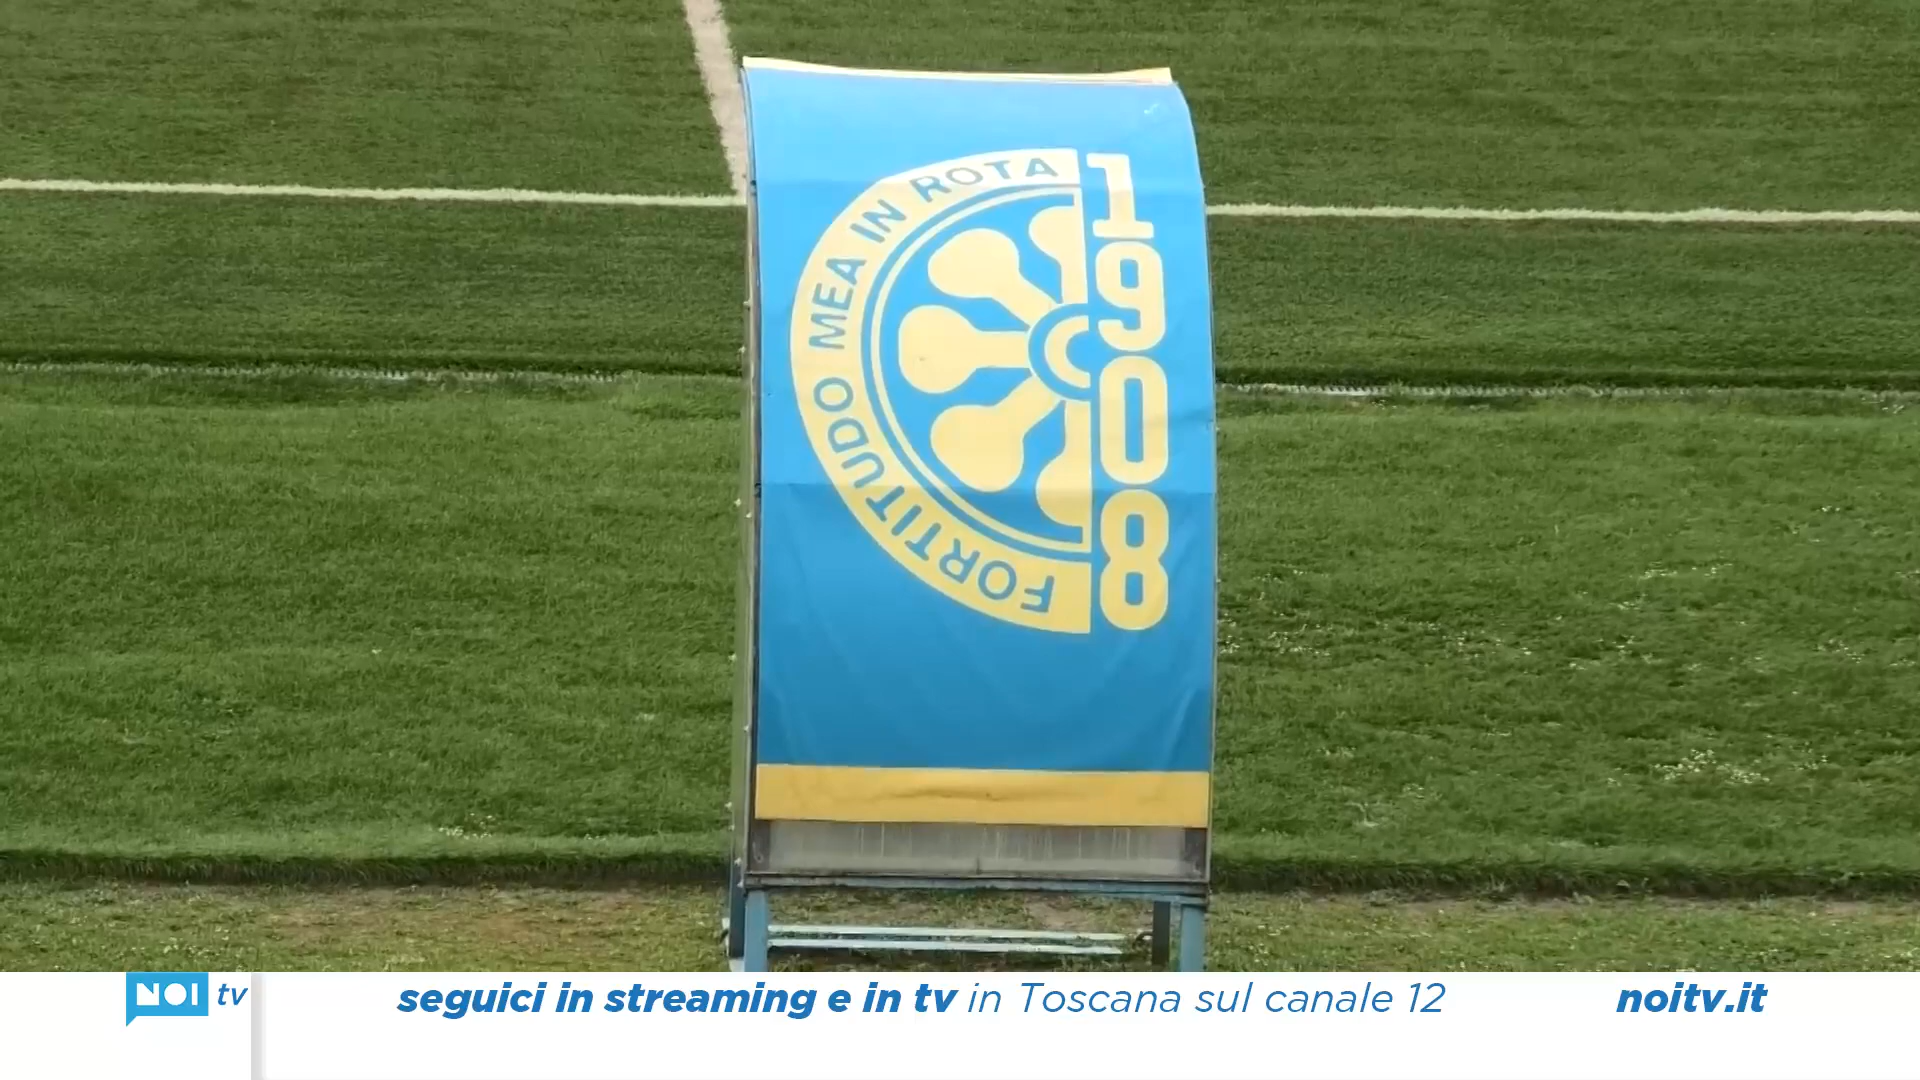 FORTITUDO MEA IN ROTA
1908
NOI tv
seguici in streaming e in tv in Toscana sul canale 12
noitv.it